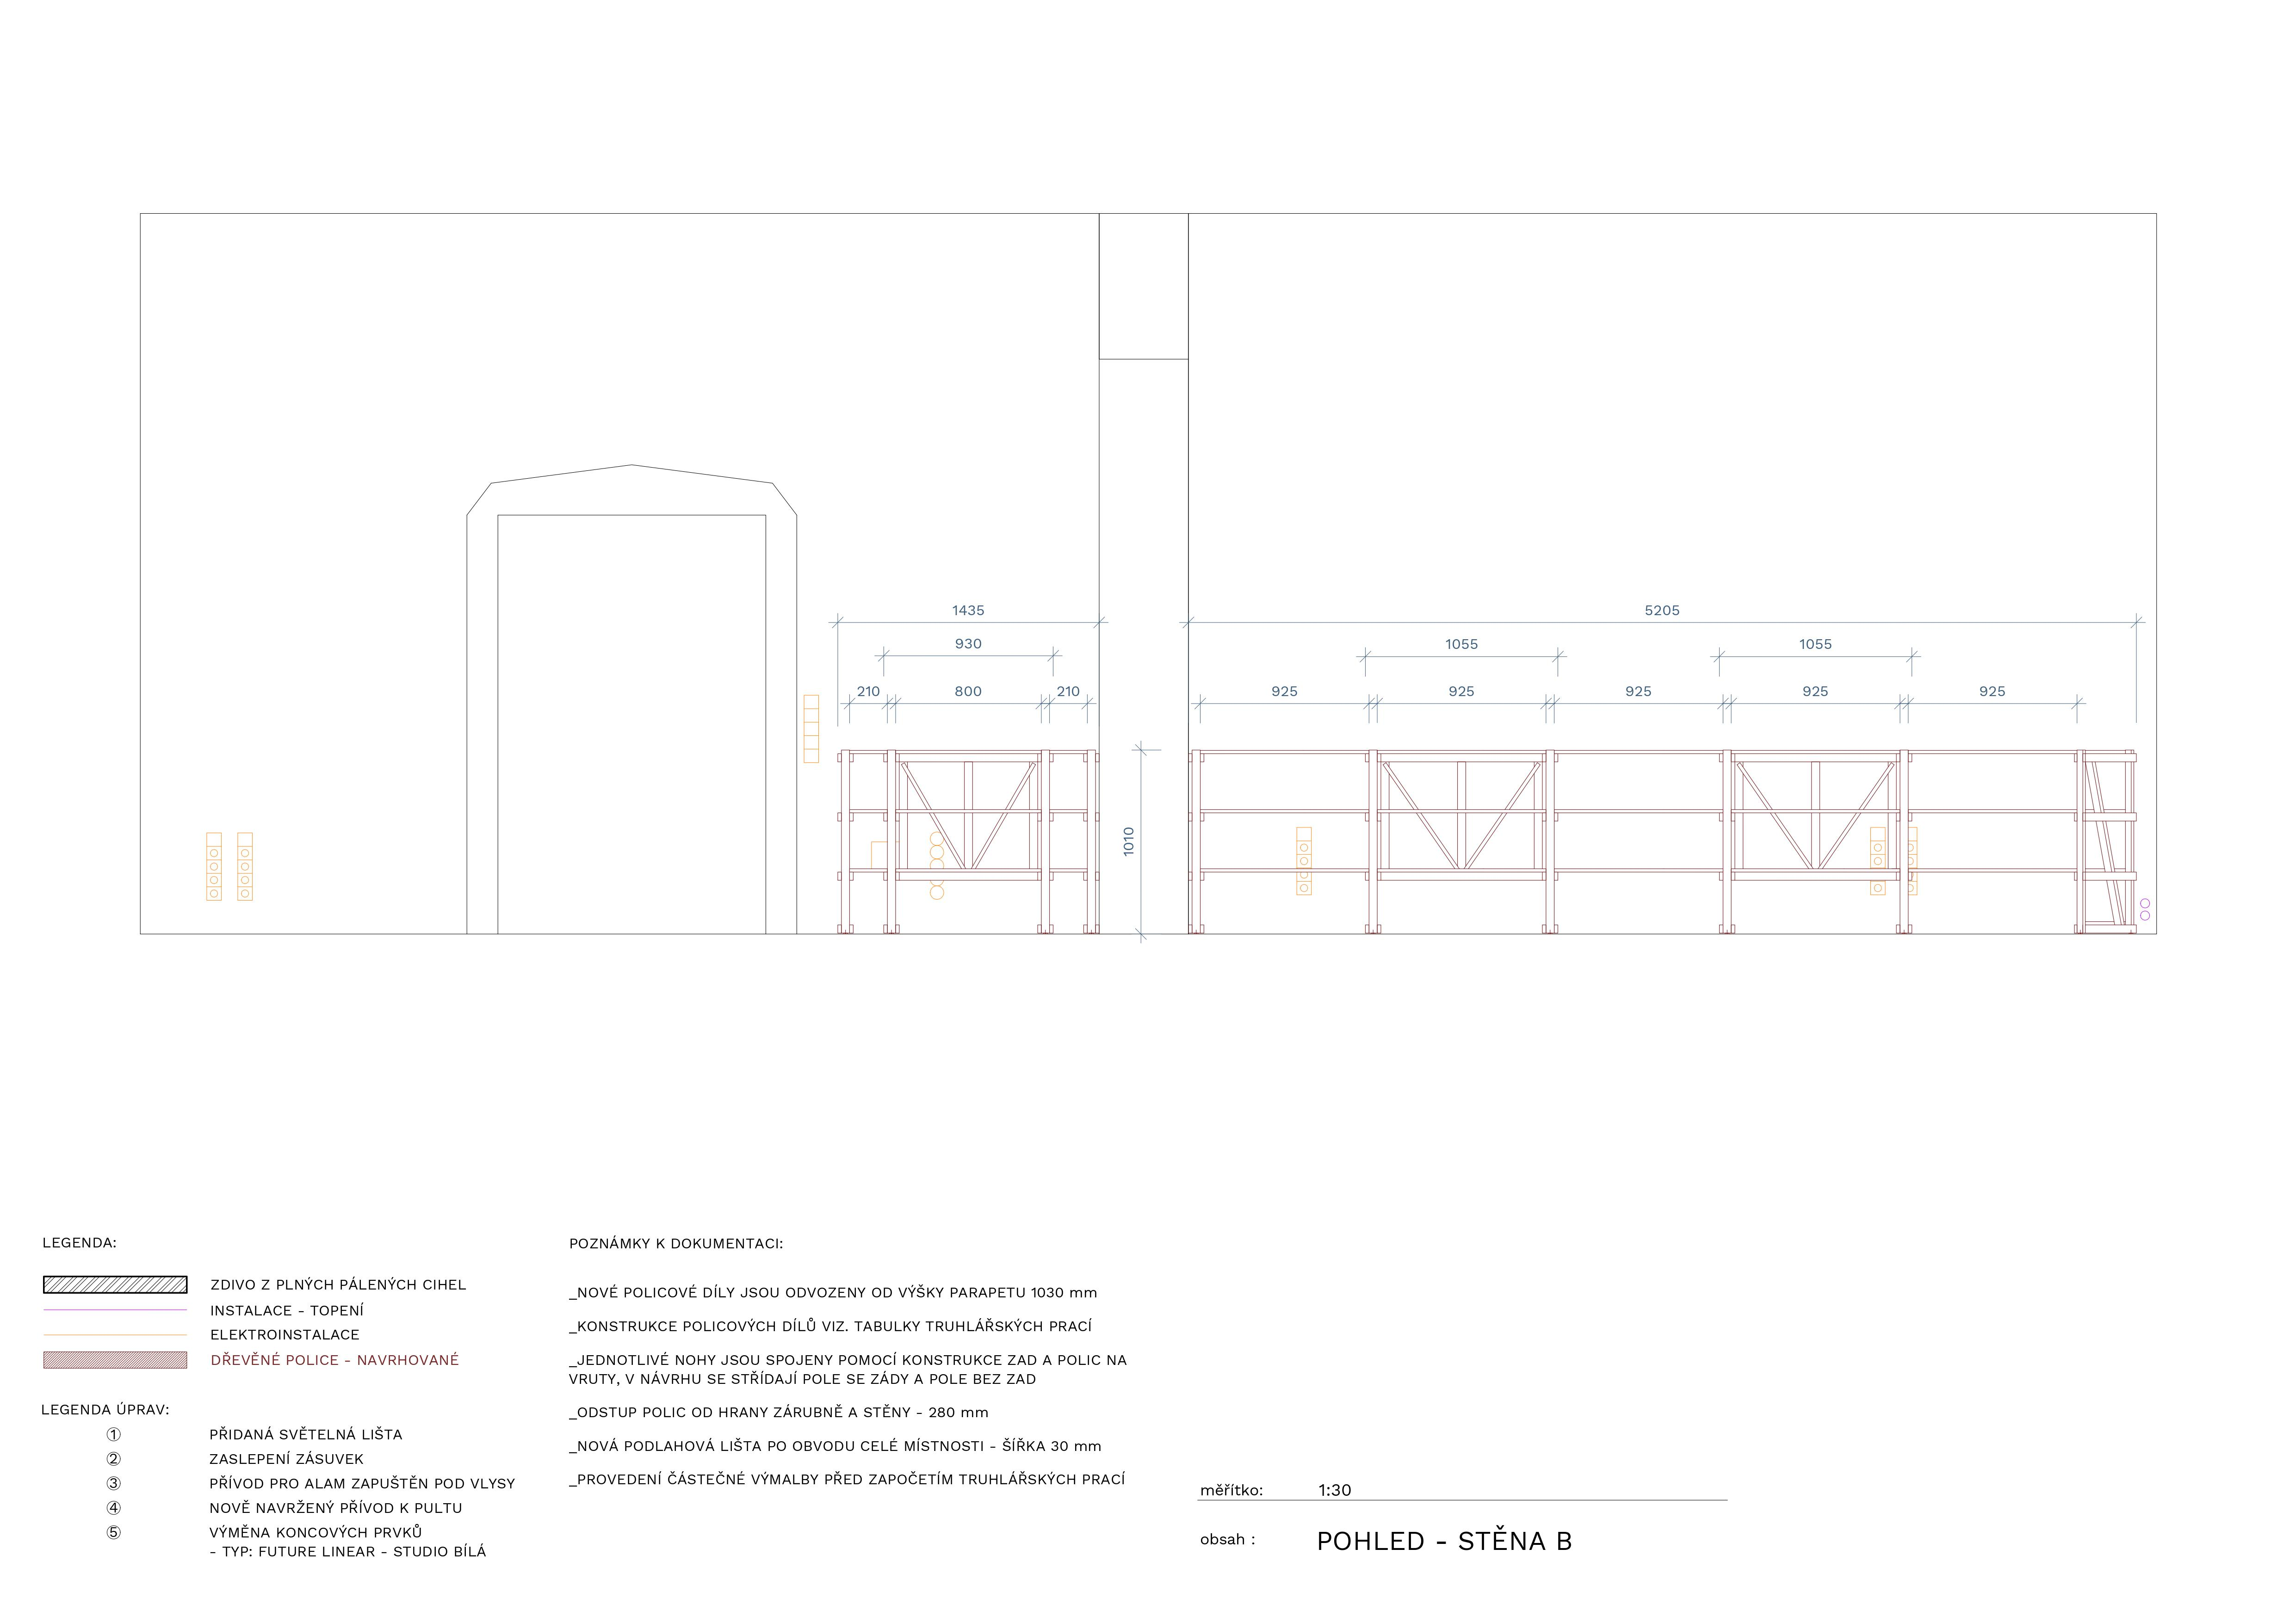 1435
5205
930
1055
1055
210
800
210
925
925
925
925
925
1010
LEGENDA:
ZDIVO Z PLNÝCH PÁLENÝCH CIHEL
INSTALACE - TOPENÍ
ELEKTROINSTALACE
DŘEVĚNÉ POLICE - NAVRHOVANÉ
LEGENDA ÚPRAV:
① PŘIDANÁ SVĚTELNÁ LIŠTA
② ZASLEPENÍ ZÁSUVEK
③ PŘÍVOD PRO ALAM ZAPUŠTĚN POD VLYSY
④ NOVĚ NAVRŽENÝ PŘÍVOD K PULTU
⑤ VÝMĚNA KONCOVÝCH PRVKŮ
- TYP: FUTURE LINEAR - STUDIO BÍLÁ
POZNÁMKY K DOKUMENTACI:
_NOVÉ POLICOVÉ DÍLY JSOU ODVOZENY OD VÝŠKY PARAPETU 1030 mm
_KONSTRUKCE POLICOVÝCH DÍLŮ VIZ. TABULKY TRUHLÁŘSKÝCH PRACÍ
_JEDNOTLIVÉ NOHY JSOU SPOJENY POMOCÍ KONSTRUKCE ZAD A POLIC NA
VRUTY, V NÁVRHU SE STŘÍDAJÍ POLE SE ZÁDY A POLE BEZ ZAD
_ODSTUP POLIC OD HRANY ZÁRUBNĚ A STĚNY - 280 mm
_NOVÁ PODLAHOVÁ LIŠTA PO OBVODU CELÉ MÍSTNOSTI - ŠÍŘKA 30 mm
_PROVEDENÍ ČÁSTEČNÉ VÝMALBY PŘED ZAPOČETÍM TRUHLÁŘSKÝCH PRACÍ
měřítko: 1:30
obsah : POHLED - STĚNA B